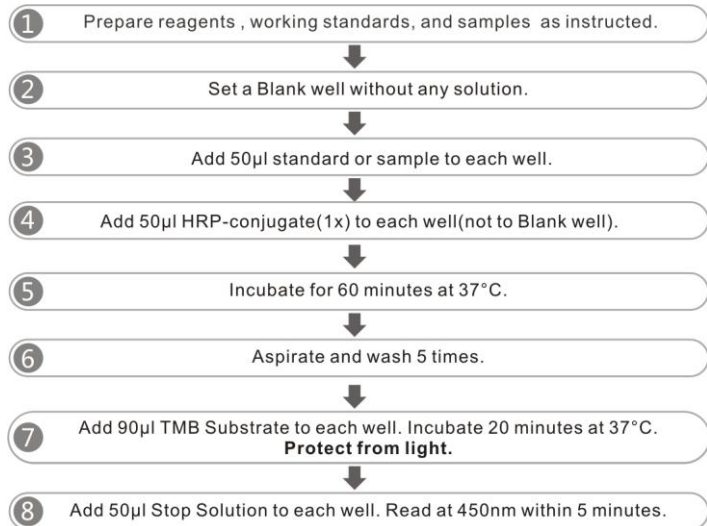 1 Prepare reagents , working standards, and samples as instructed.
2 Set a Blank well without any solution.
3 Add 50µl standard or sample to each well.
4 Add 50µl HRP-conjugate(1x) to each well(not to Blank well).
5 Incubate for 60 minutes at 37°C.
6 Aspirate and wash 5 times.
7 Add 90µl TMB Substrate to each well. Incubate 20 minutes at 37°C.
Protect from light.
8 Add 50µl Stop Solution to each well. Read at 450nm within 5 minutes.